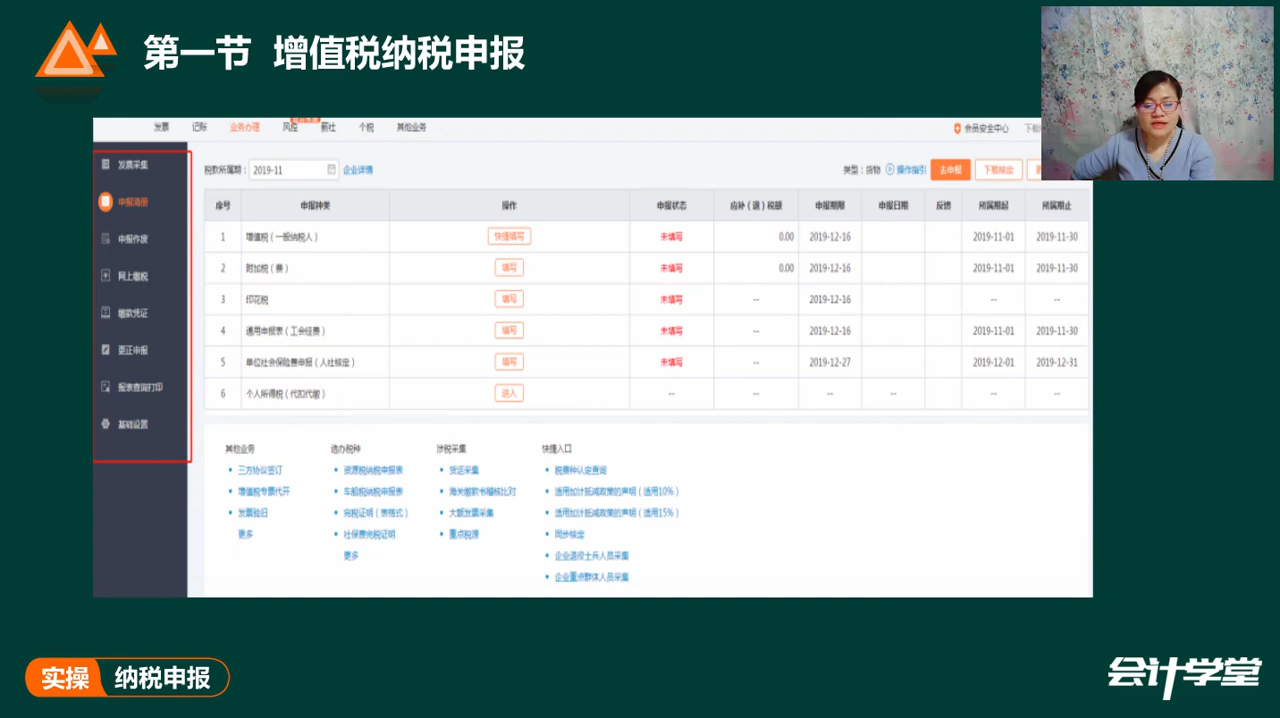 第一节 增值税纳税申报
发票 记账 业务办理 风控 薪社 个税 其他业务 会员安全中心
税款所属期： 2019-11 企业详情 类型：货物 操作指引 去申报 下载核定
发票采集
申报清册
申报作废
网上缴税
缴款凭证
更正申报
报表查询打印
基础设置
序号 申报种类 操作 申报状态 应补（退）税额 申报期限 申报日期 反馈 所属期起 所属期止
1 增值税（一般纳税人） 快捷填写 未填写 0.00 2019-12-16 2019-11-01 2019-11-30
2 附加税（费） 填写 未填写 0.00 2019-12-16 2019-11-01 2019-11-30
3 印花税 填写 未填写 -- 2019-12-16 -- --
4 通用申报表（工会经费） 填写 未填写 -- 2019-12-16 2019-11-01 2019-11-30
5 单位社会保险费申报（人社核定） 填写 未填写 -- 2019-12-27 2019-12-01 2019-12-31
6 个人所得税（代扣代缴） 进入 -- -- -- -- -- --
其他业务
三方协议签订
增值税专票代开
发票验旧
更多
选办税种
资源税纳税申报表
车船税纳税申报表
完税证明（表格式）
社保费完税证明
更多
涉税采集
货运采集
海关缴款书稽核比对
大额发票采集
重点税源
快捷入口
税费种认定查询
适用加计抵减政策的声明（适用10%）
适用加计抵减政策的声明（适用15%）
同步核定
企业退役士兵人员采集
企业重点群体人员采集
实操 纳税申报
会计学堂